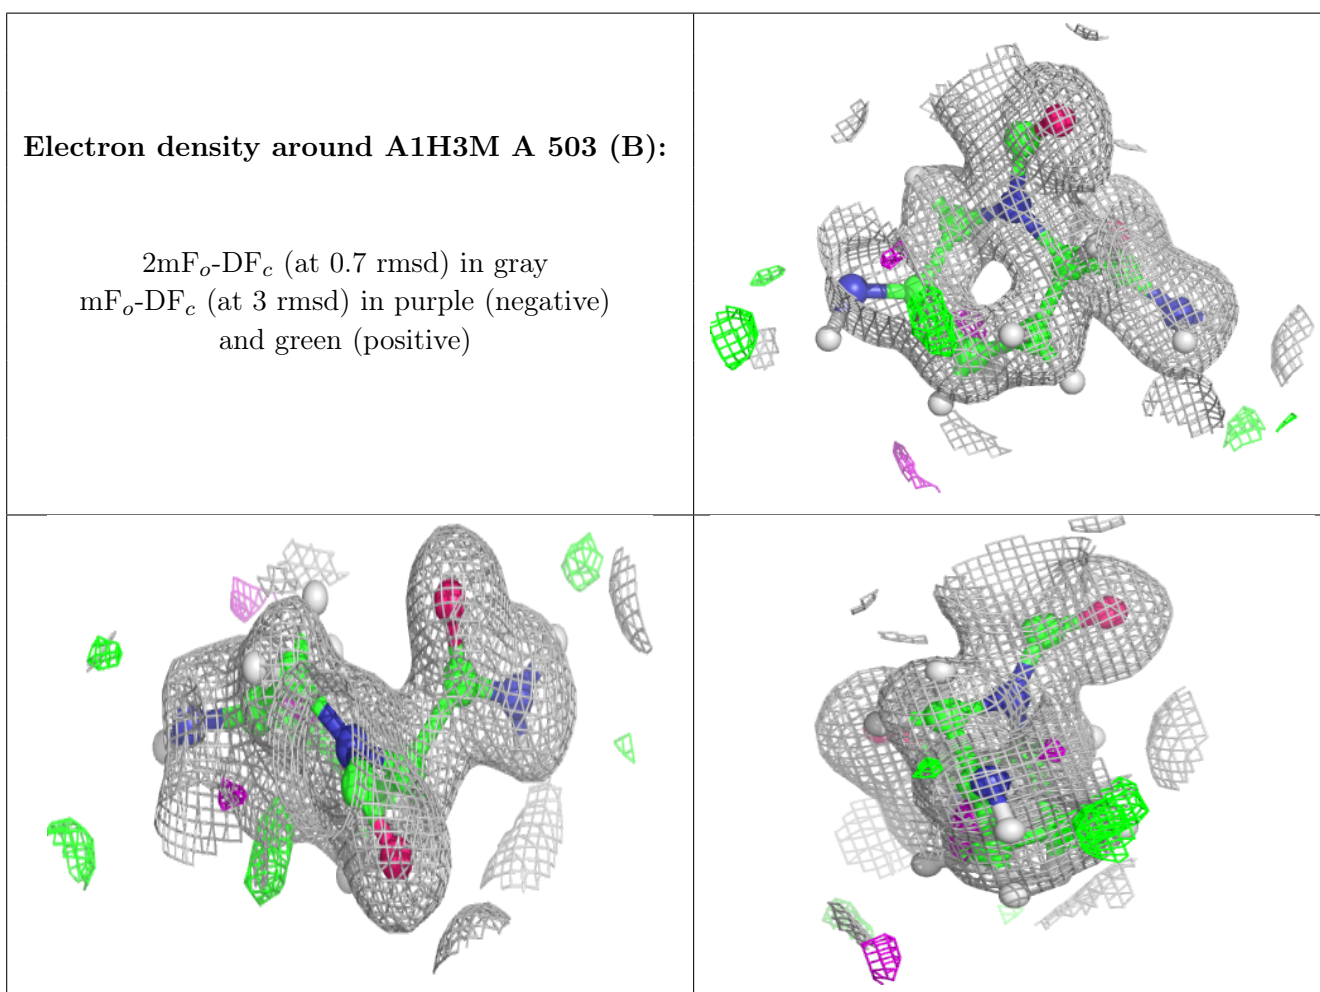 Electron density around A1H3M A 503 (B):
2mFo-DFc (at 0.7 rmsd) in gray
mFo-DFc (at 3 rmsd) in purple (negative)
and green (positive)